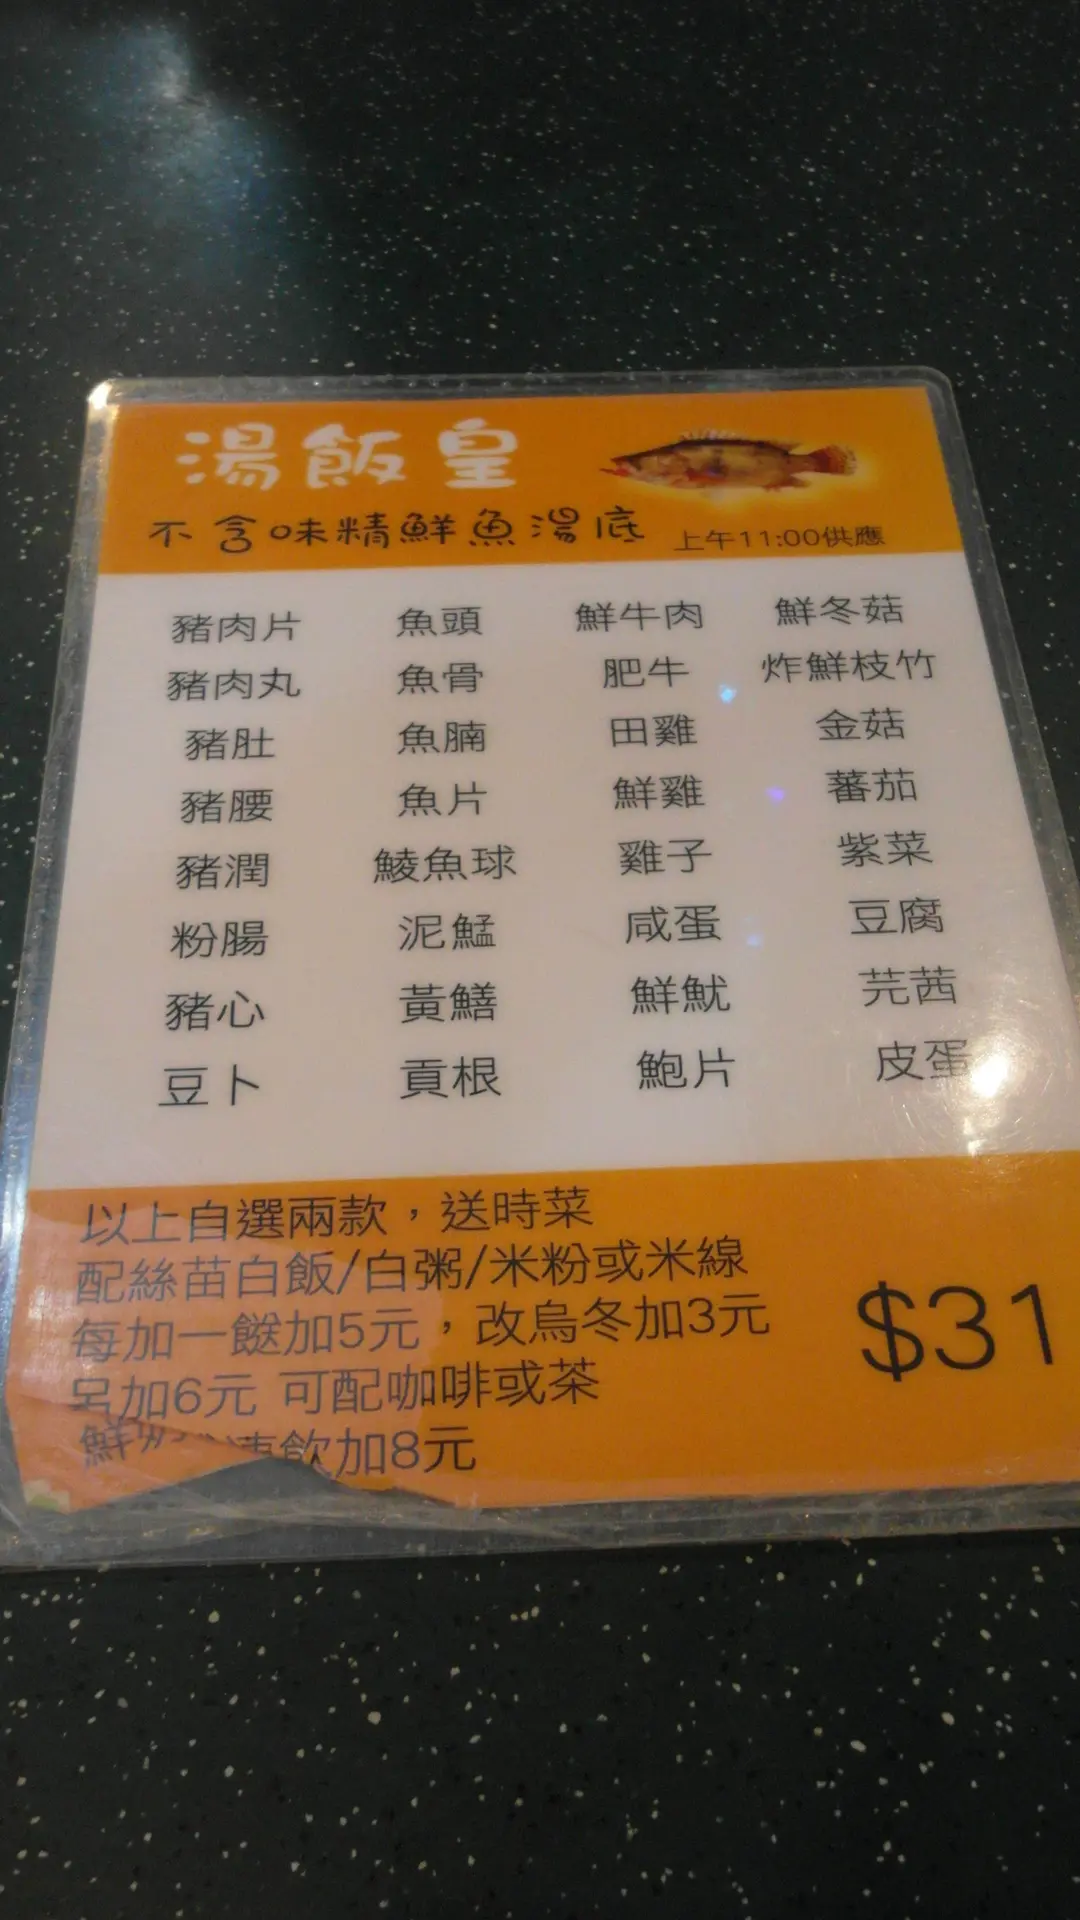 湯飯皇
不含味精鮮魚湯底 上午11:00供應
豬肉片 魚頭 鮮牛肉 鮮冬菇
豬肉丸 魚骨 肥牛 炸鮮枝竹
豬肚 魚腩 田雞 金菇
豬腰 魚片 鮮雞 蕃茄
豬潤 鯪魚球 雞子 紫菜
粉腸 泥鯭 咸蛋 豆腐
豬心 黃鱔 鮮魷 芫茜
豆卜 貢根 鮑片 皮蛋
以上自選兩款，送時菜
配絲苗白飯/白粥/米粉或米線
每加一餸加5元，改烏冬加3元
另加6元 可配咖啡或茶
鮮奶 凍飲加8元
$31